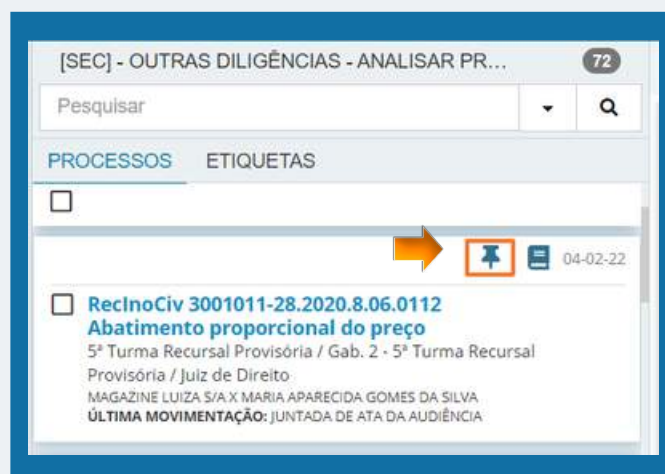 [SEC] - OUTRAS DILIGÊNCIAS - ANALISAR PR...
72
Pesquisar
PROCESSOS ETIQUETAS
04-02-22
RecInoCiv 3001011-28.2020.8.06.0112
Abatimento proporcional do preço
5ª Turma Recursal Provisória / Gab. 2 - 5ª Turma Recursal
Provisória / Juiz de Direito
MAGAZINE LUIZA S/A X MARIA APARECIDA GOMES DA SILVA
ÚLTIMA MOVIMENTAÇÃO: JUNTADA DE ATA DA AUDIÊNCIA